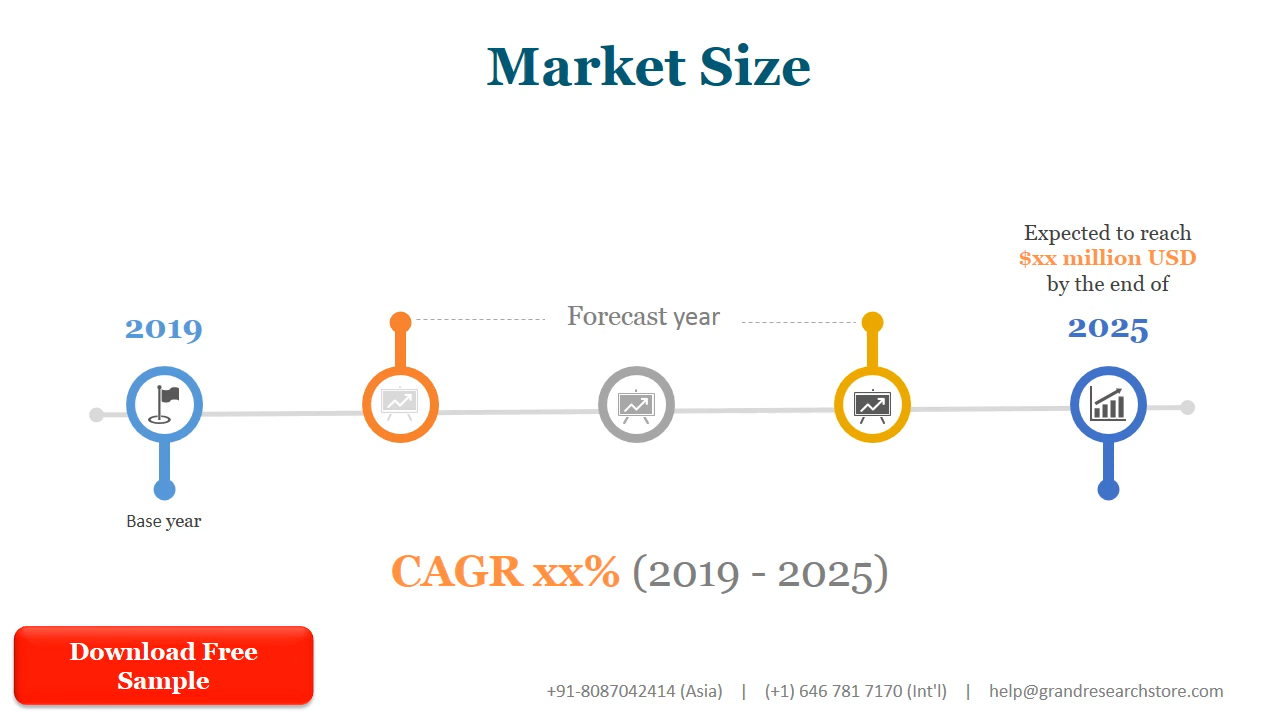 Market Size
Expected to reach
$xx million USD
by the end of
2025
2019
Forecast year
Base year
CAGR xx% (2019 - 2025)
Download Free
Sample
+91-8087042414 (Asia) | (+1) 646 781 7170 (Int'l) | help@grandresearchstore.com